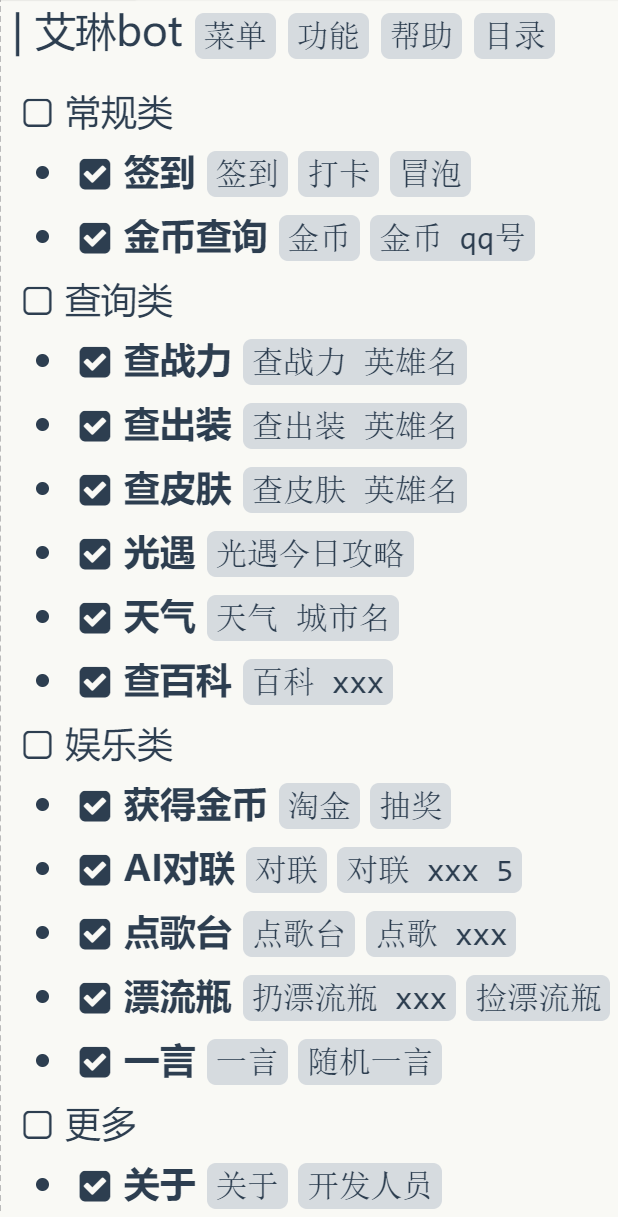 | 艾琳bot 菜单 功能 帮助 目录
常规类
签到 签到 打卡 冒泡
金币查询 金币 金币 qq号
查询类
查战力 查战力 英雄名
查出装 查出装 英雄名
查皮肤 查皮肤 英雄名
光遇 光遇今日攻略
天气 天气 城市名
查百科 百科 xxx
娱乐类
获得金币 淘金 抽奖
AI对联 对联 对联 xxx 5
点歌台 点歌台 点歌 xxx
漂流瓶 扔漂流瓶 xxx 捡漂流瓶
一言 一言 随机一言
更多
关于 关于 开发人员